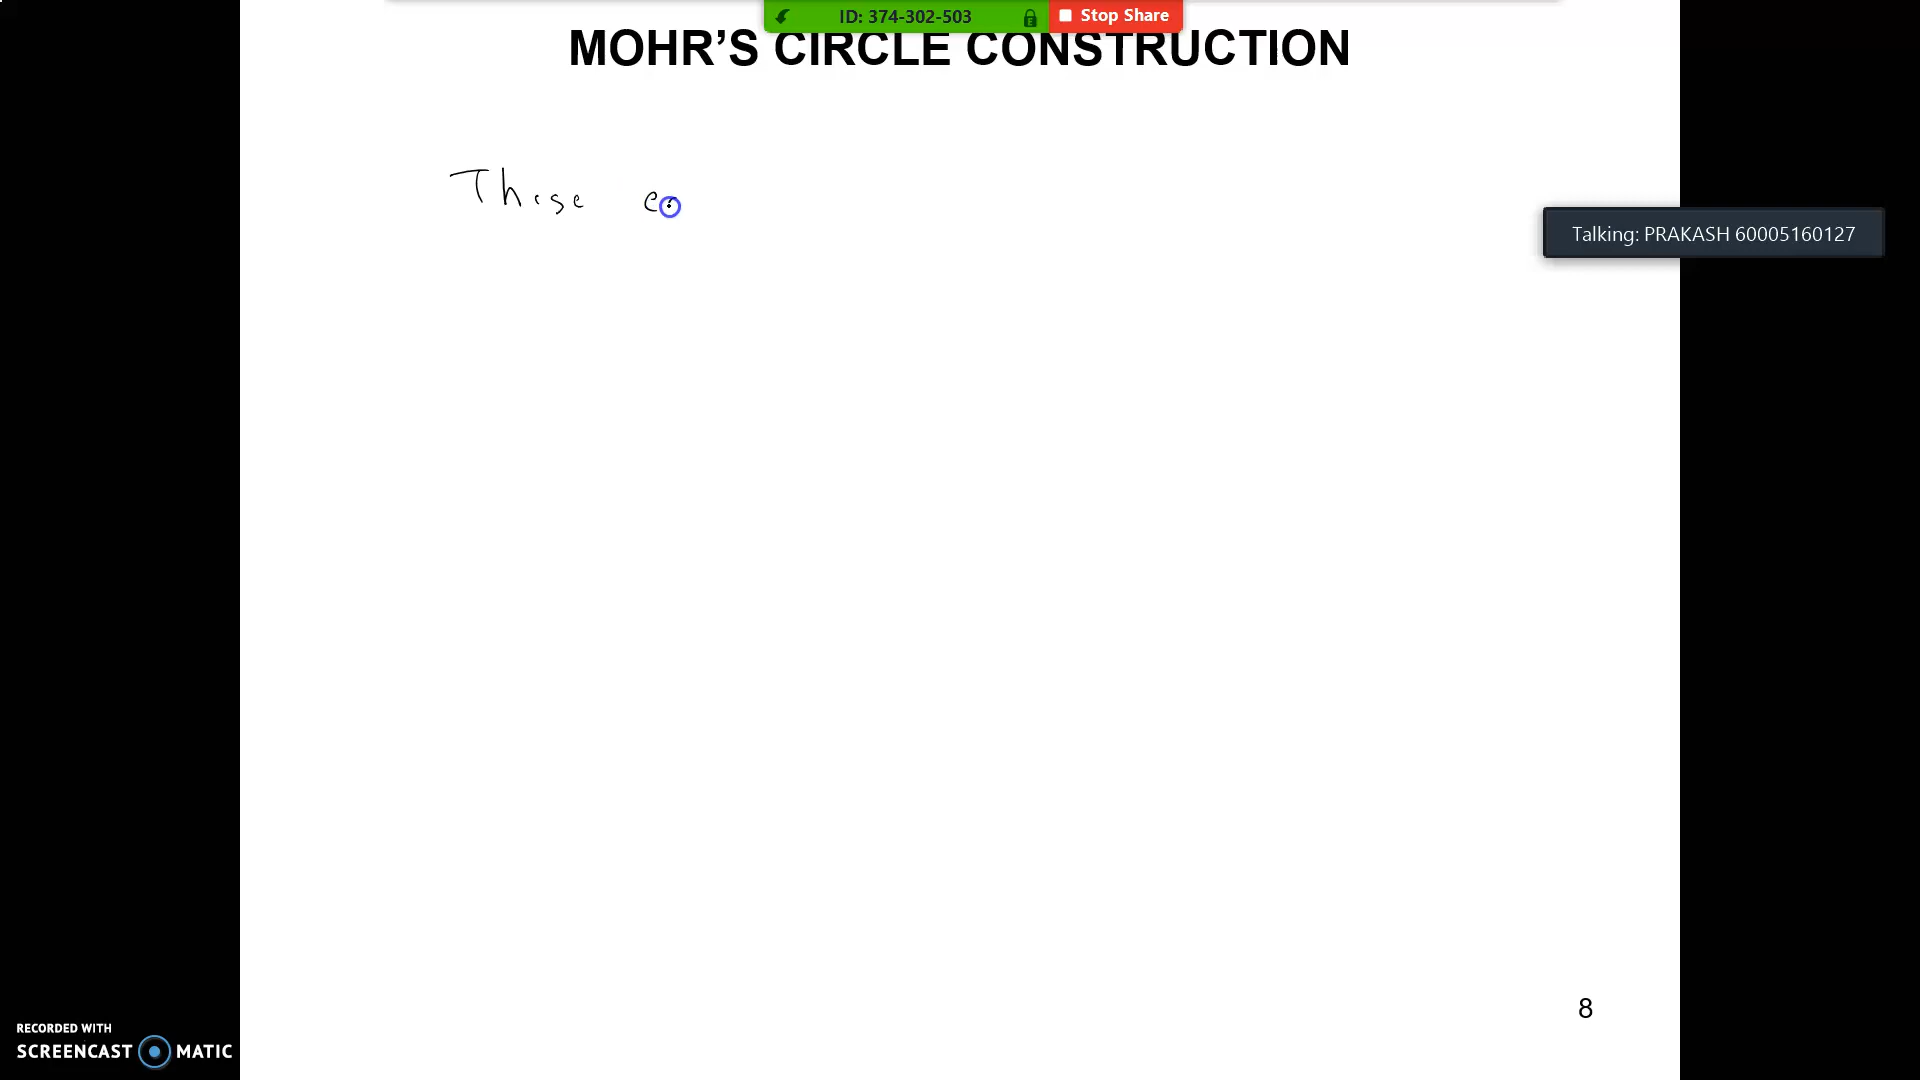 ID: 374-302-503 Stop Share
MOHR'S CIRCLE CONSTRUCTION
These
Talking: PRAKASH 60005160127
8
RECORDED WITH
SCREENCAST MATIC